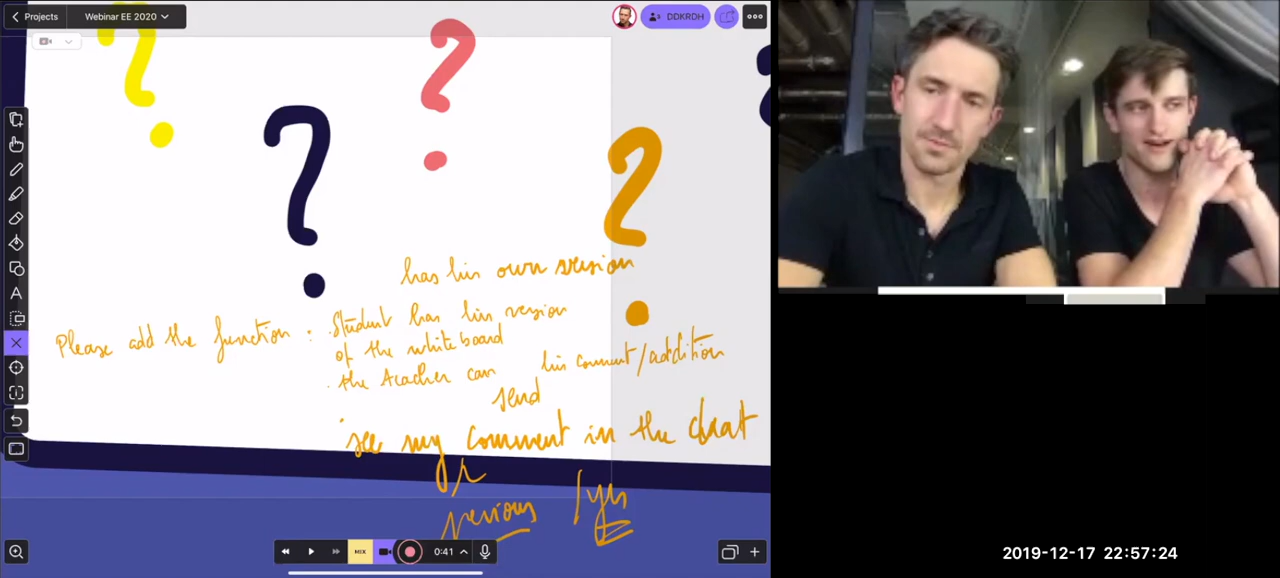 Projects
Webinar EE 2020
DDKRDH
has his own version
Please add the function : . Student has his version
of the whiteboard
. the teacher can send his comment/addition
. see my comment in the chat
previous
yes
MIX
0:41
2019-12-17 22:57:24